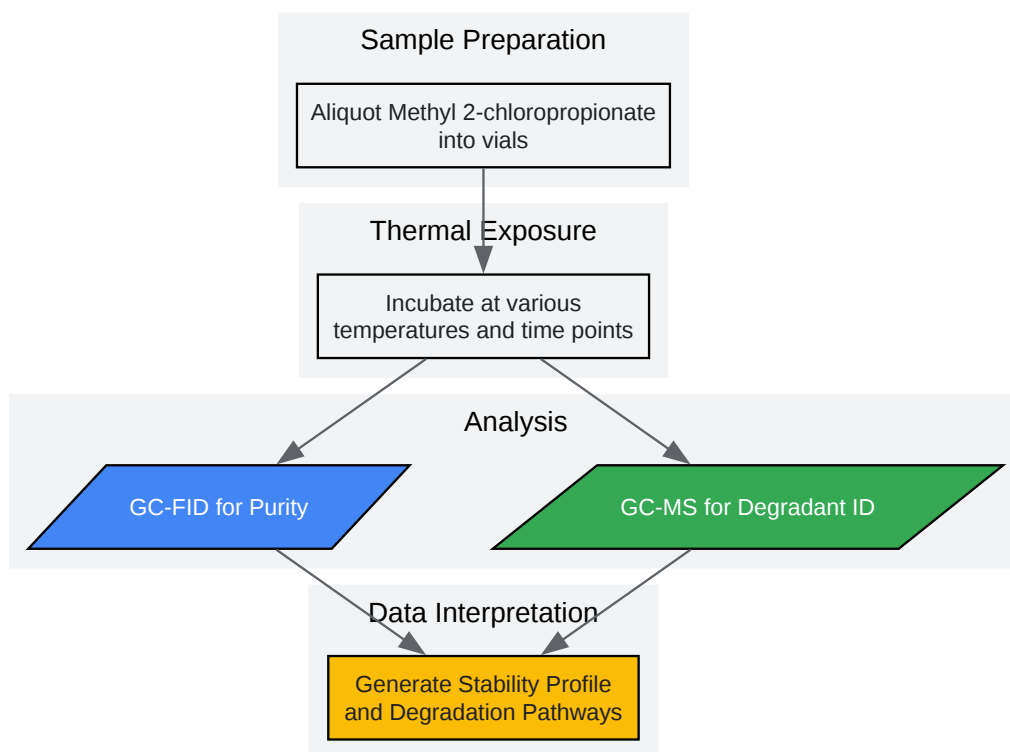 Sample Preparation
Aliquot Methyl 2-chloropropionate
into vials
Thermal Exposure
Incubate at various
temperatures and time points
Analysis
GC-FID for Purity
GC-MS for Degradant ID
Data Interpretation
Generate Stability Profile
and Degradation Pathways